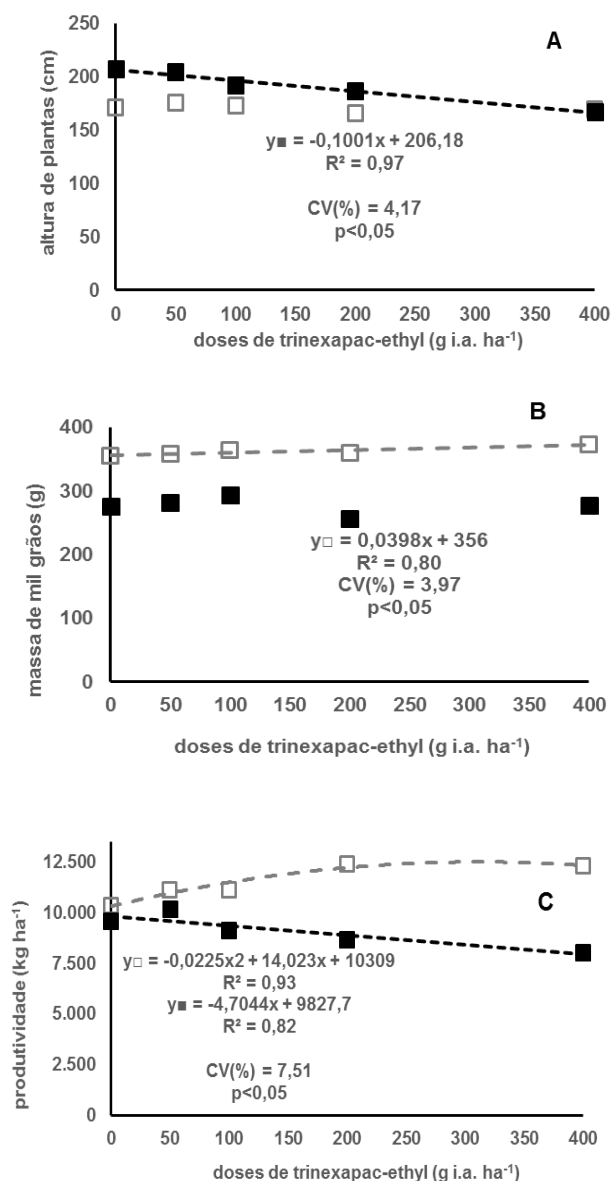 250
A
200
150
y■ = -0,1001x + 206,18
R² = 0,97
100
CV(%) = 4,17
p<0,05
50
0
0 50 100 150 200 250 300 350 400
altura de plantas (cm)
doses de trinexapac-ethyl (g i.a. ha⁻¹)
B
400
300
y□ = 0,0398x + 356
R² = 0,80
200
CV(%) = 3,97
p<0,05
100
0
0 50 100 150 200 250 300 350 400
massa de mil grãos (g)
doses de trinexapac-ethyl (g i.a. ha⁻¹)
12.500
C
10.000
7.500
y□ = -0,0225x2 + 14,023x + 10309
R² = 0,93
y■ = -4,7044x + 9827,7
R² = 0,82
5.000
2.500
CV(%) = 7,51
p<0,05
0
0 50 100 150 200 250 300 350 400
produtividade (kg ha⁻¹)
doses de trinexapac-ethyl (g i.a. ha⁻¹)